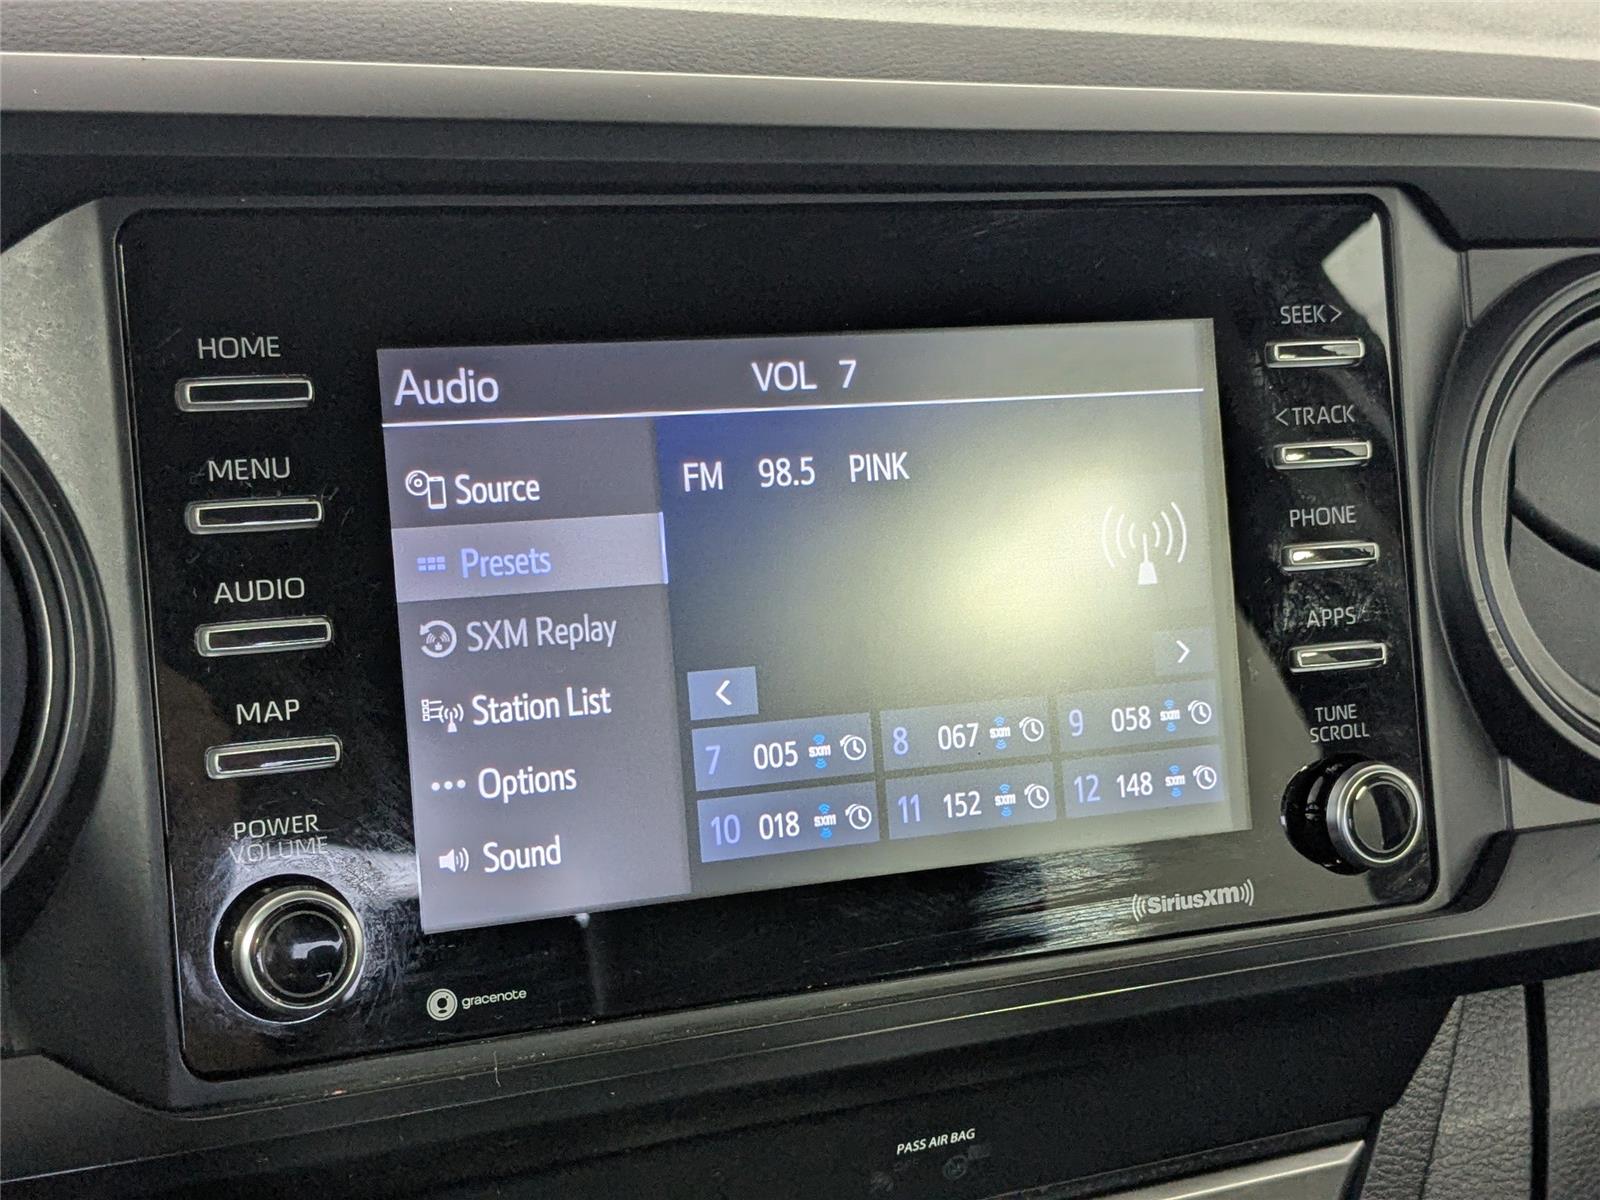 HOME
MENU
AUDIO
MAP
POWER
VOLUME
Audio
VOL 7
Source
Presets
SXM Replay
Station List
Options
Sound
FM 98.5 PINK
<
>
7 005 sxm
8 067 sxm
9 058 sxm
10 018 sxm
11 152 sxm
12 148 sxm
SEEK >
< TRACK
PHONE
APPS
TUNE
SCROLL
SiriusXM
gracenote
PASS AIR BAG